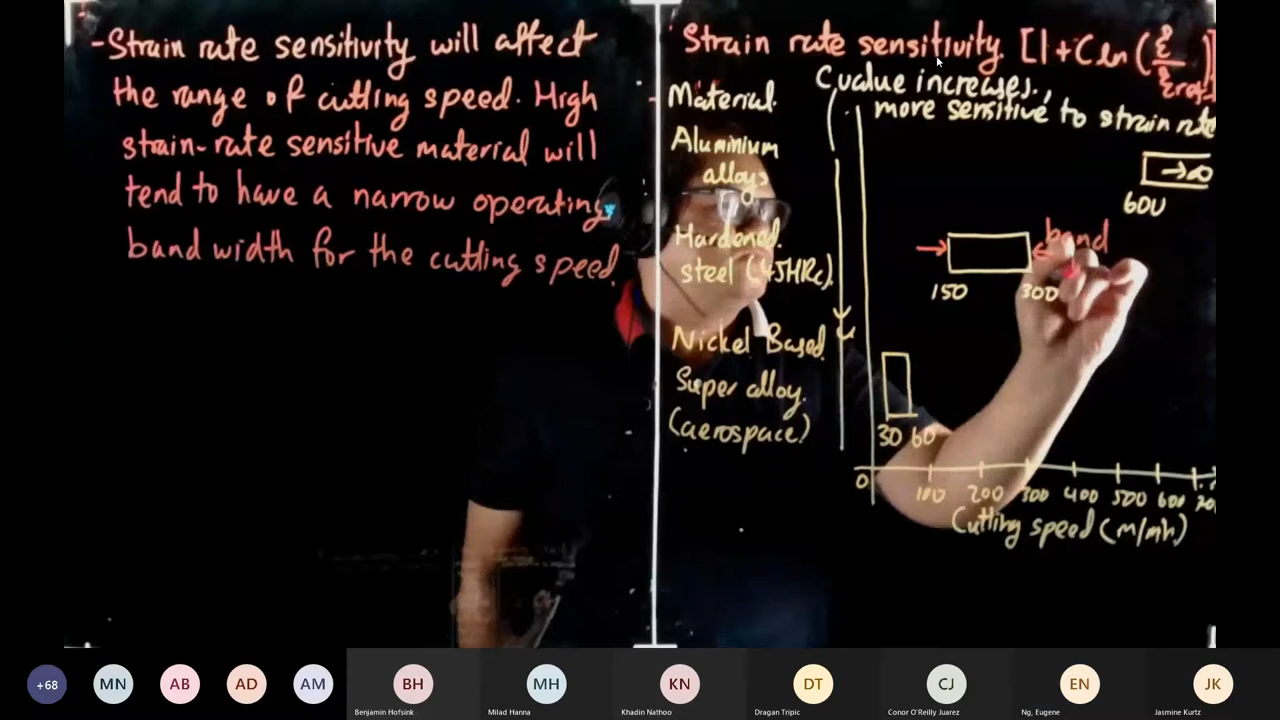 - Strain rate sensitivity will affect
the range of cutting speed. High
strain-rate sensitive material will
tend to have a narrow operating
band width for the cutting speed.
Strain rate sensitivity. [1 + C ln (ε̇/ε̇ref)]
C value increases,
more sensitive to strain rate
Material.
Aluminium
alloys
Hardened
steel (45HRc).
Nickel Based
Super alloy.
(aerospace)
→∞
600
band
150 300
30 60
0 100 200 300 400 500 600 70
Cutting speed (m/min)
+68 MN AB AD AM BH MH KN DT CJ EN JK
Benjamin Hofsink Milad Hanna Khadin Nathoo Dragan Tripic Conor O'Reilly Juarez Ng, Eugene Jasmine Kurtz